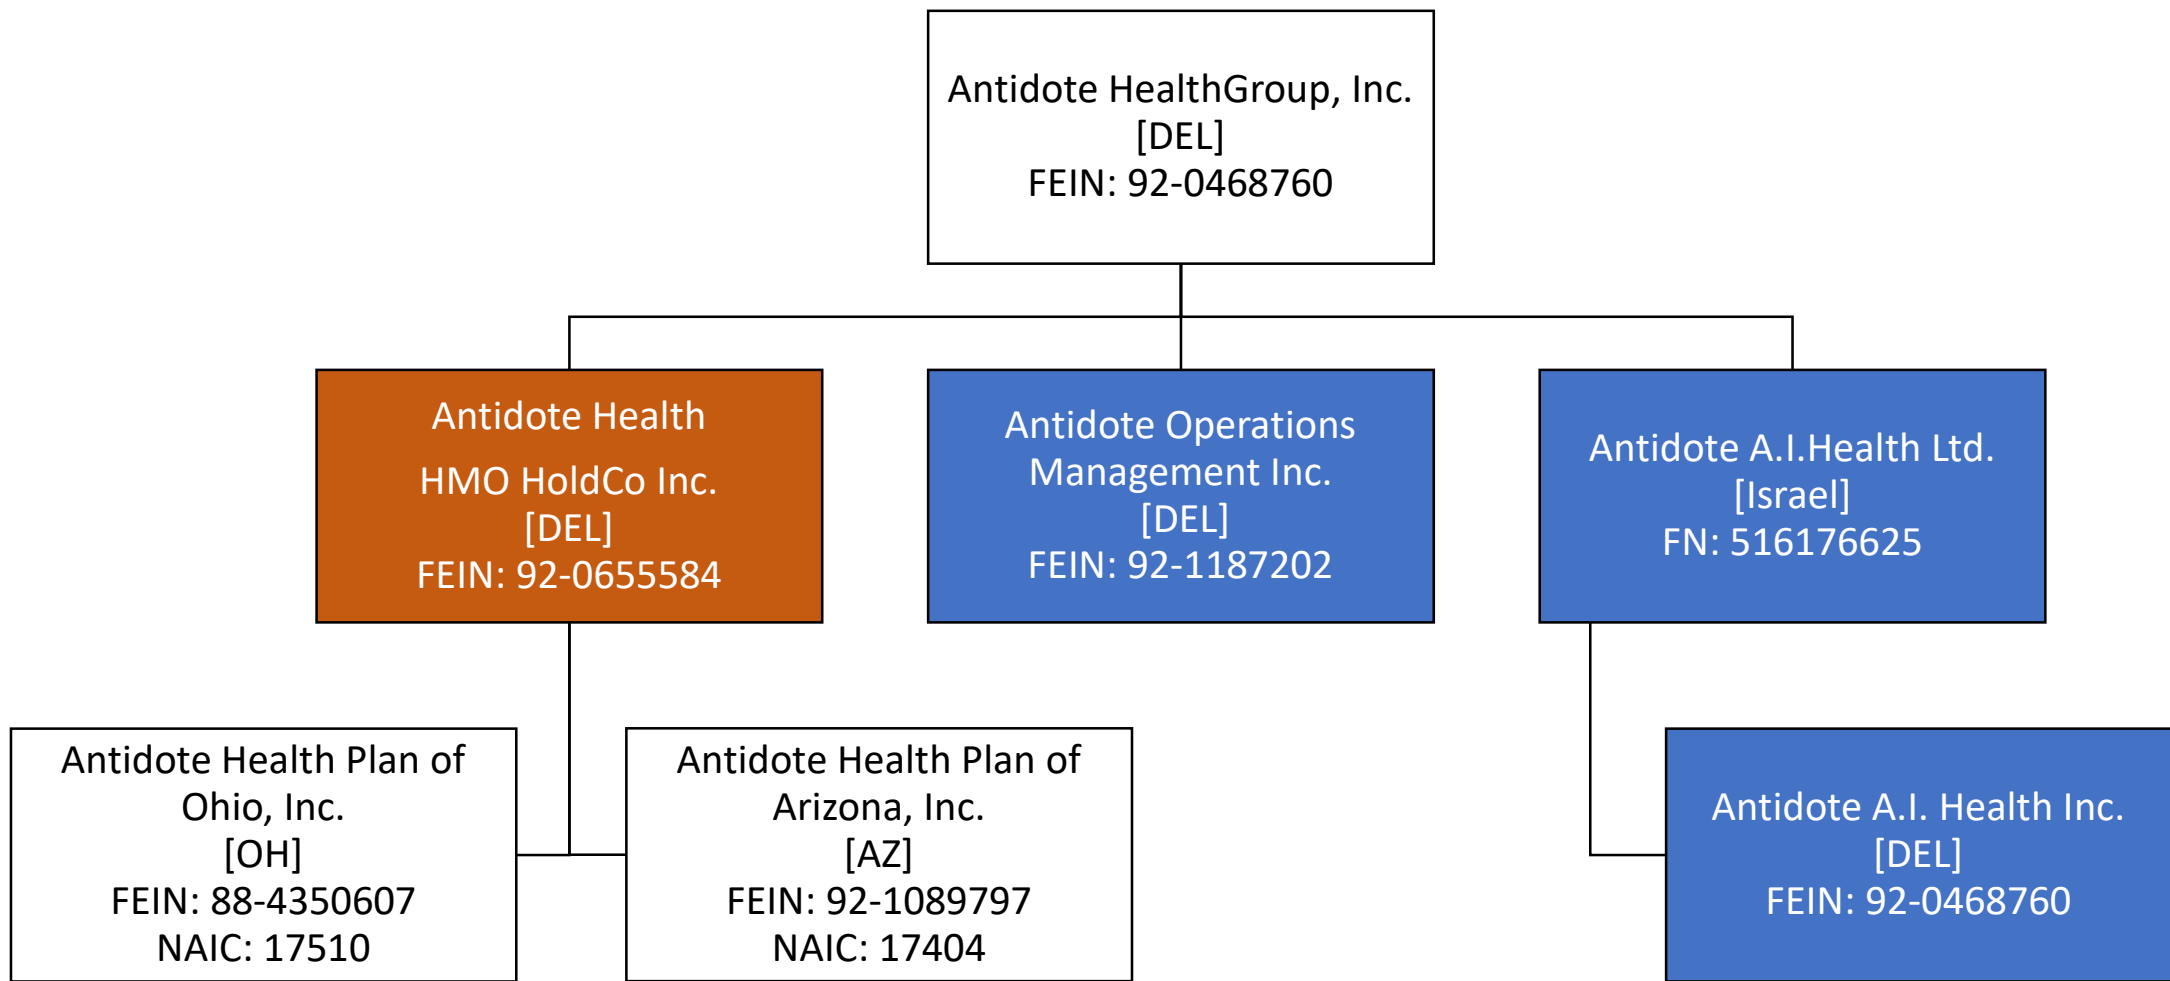 Antidote HealthGroup, Inc.
[DEL]
FEIN: 92-0468760
Antidote Health
HMO HoldCo Inc.
[DEL]
FEIN: 92-0655584
Antidote Operations
Management Inc.
[DEL]
FEIN: 92-1187202
Antidote A.I.Health Ltd.
[Israel]
FN: 516176625
Antidote Health Plan of
Ohio, Inc.
[OH]
FEIN: 88-4350607
NAIC: 17510
Antidote Health Plan of
Arizona, Inc.
[AZ]
FEIN: 92-1089797
NAIC: 17404
Antidote A.I. Health Inc.
[DEL]
FEIN: 92-0468760